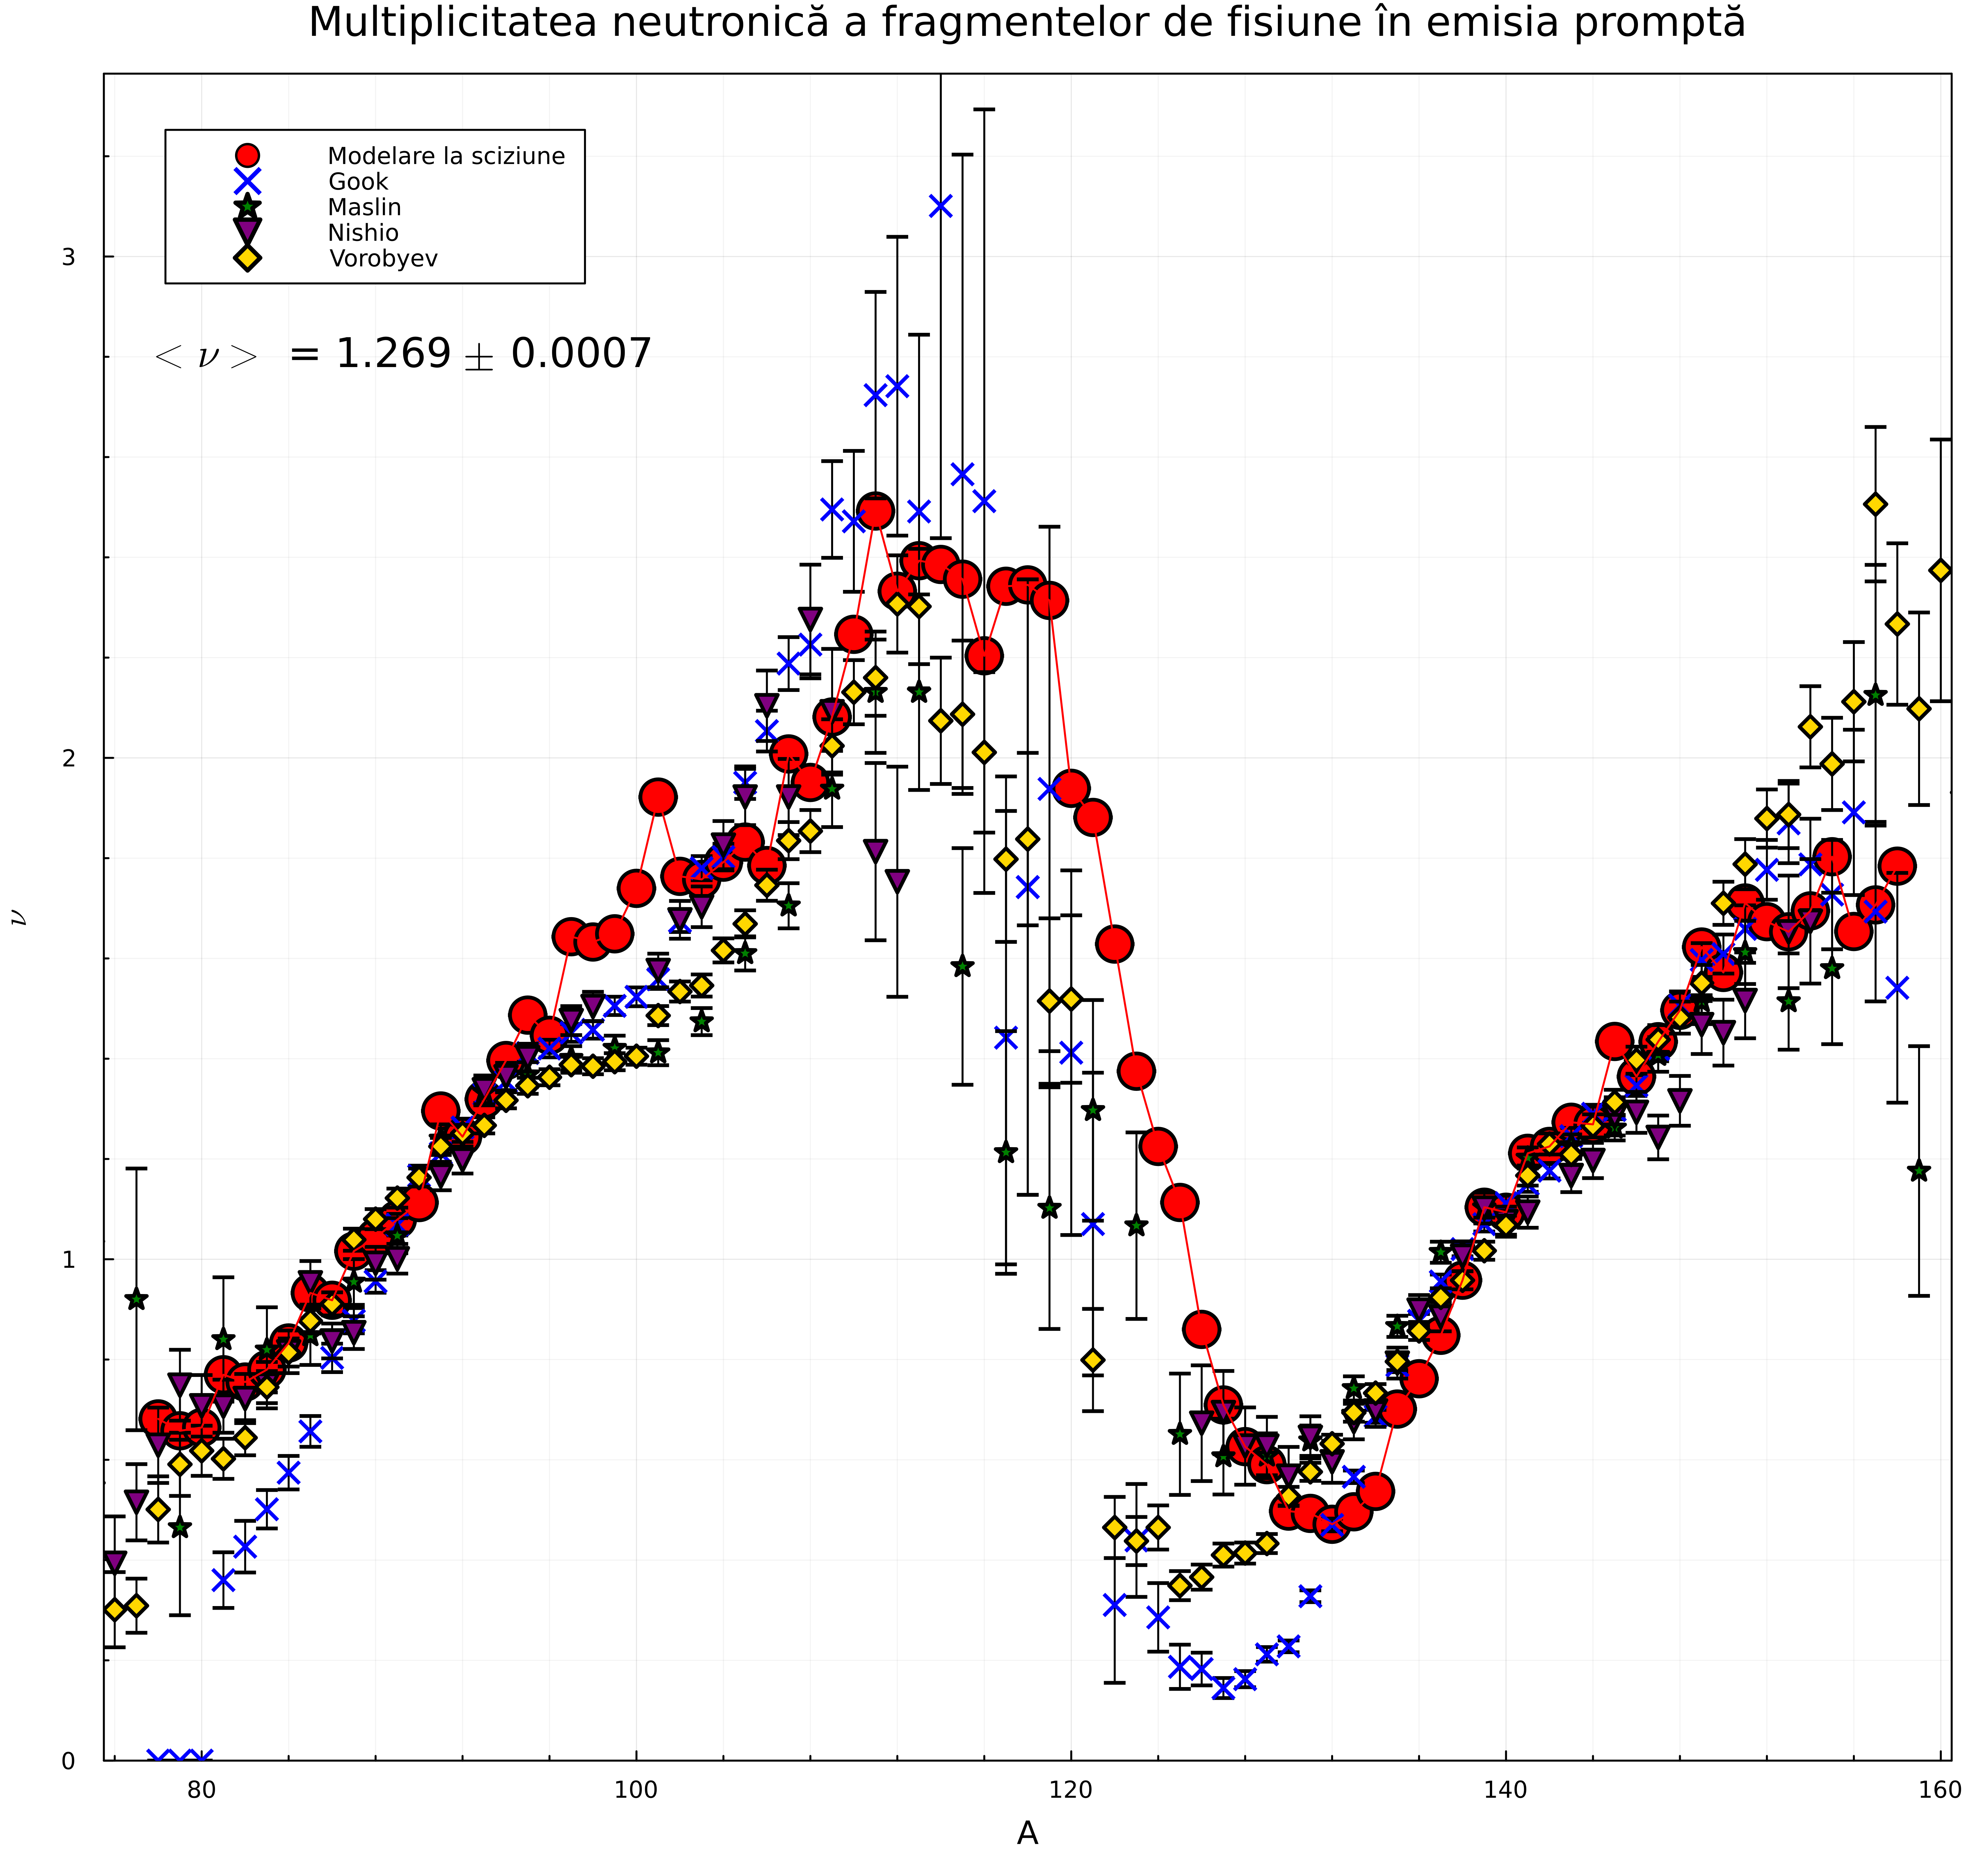 Multiplicitatea neutronică a fragmentelor de fisiune în emisia promptă
Modelare la sciziune
Gook
Maslin
Nishio
Vorobyev
< ν > = 1.269 ± 0.0007
3
2
1
0
ν
80 100 120 140 160
A